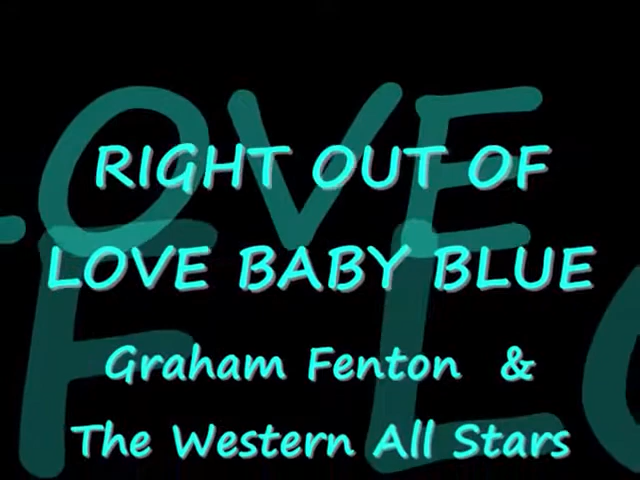 RIGHT OUT OF
LOVE BABY BLUE
Graham Fenton &
The Western All Stars